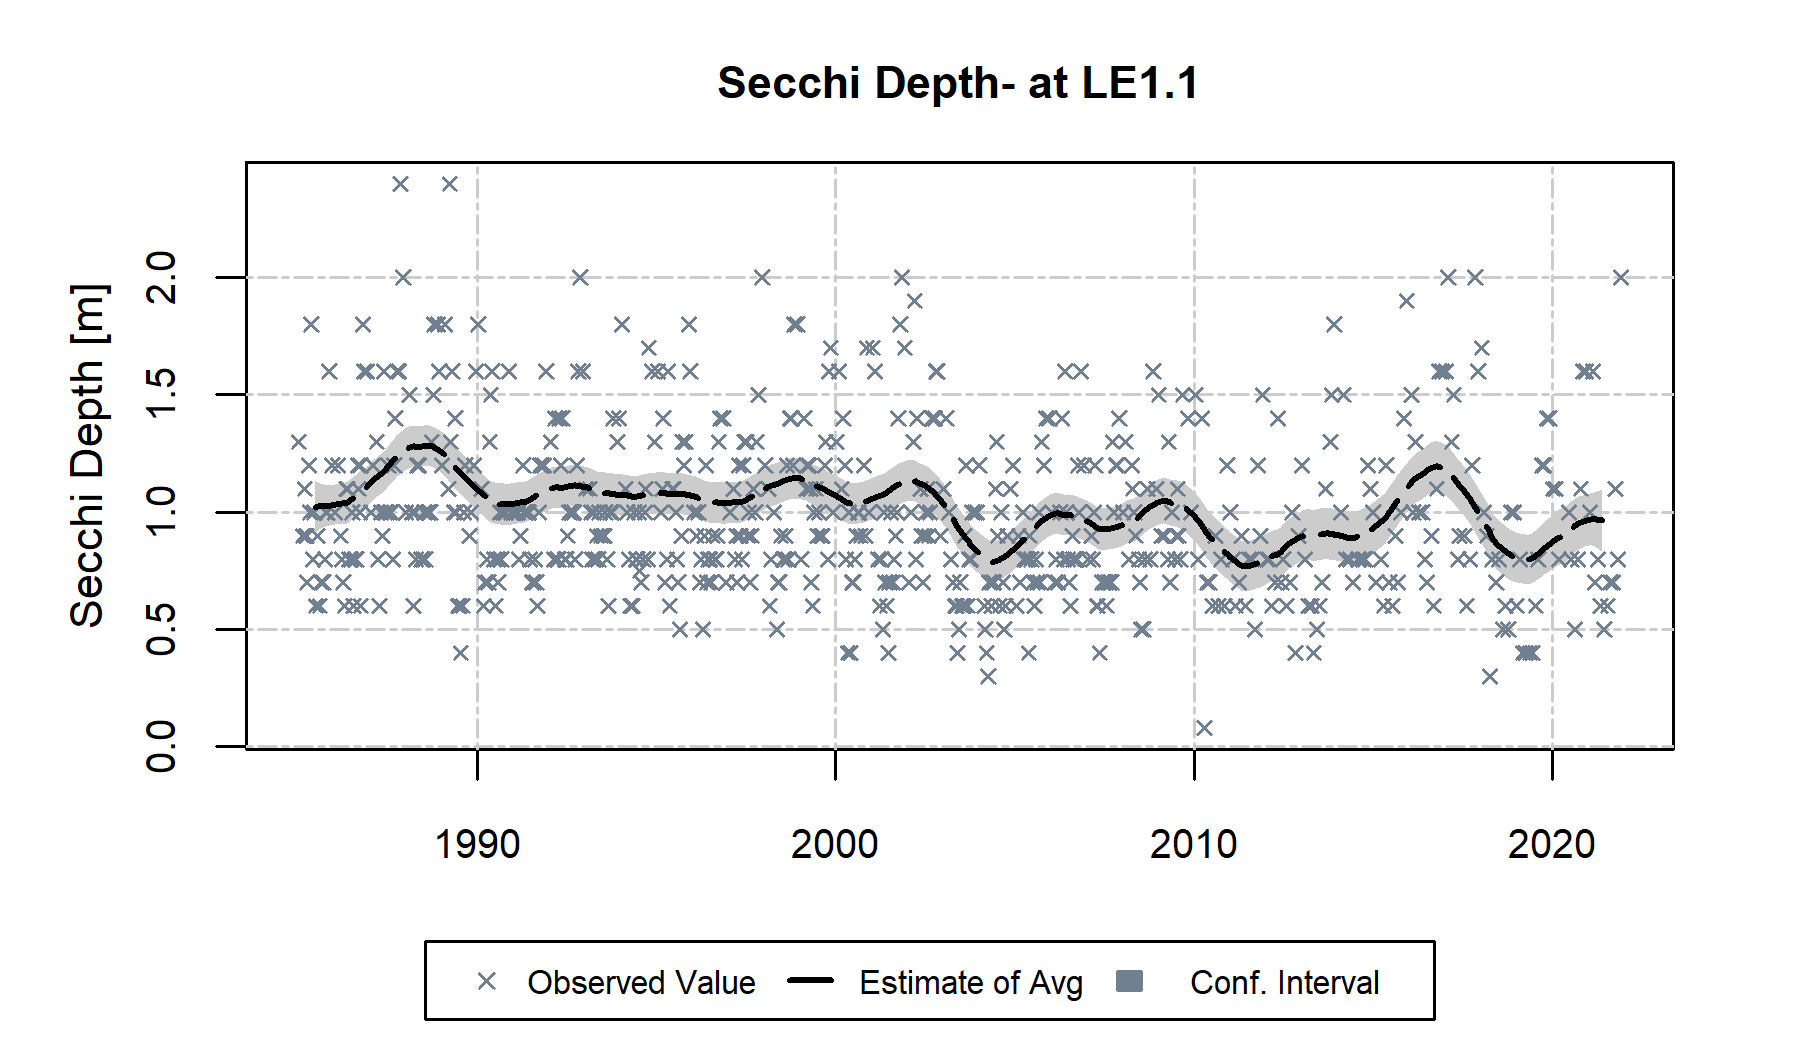 Secchi Depth- at LE1.1
Secchi Depth [m]
2.0
1.5
1.0
0.5
0.0
1990 2000 2010 2020
Observed Value Estimate of Avg Conf. Interval